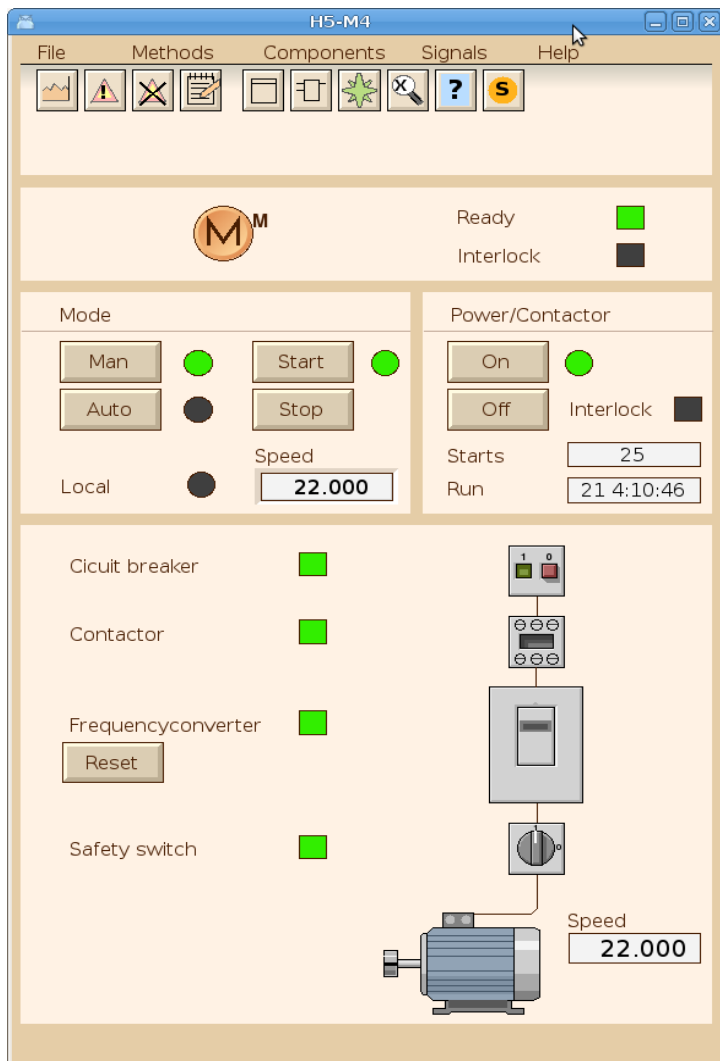 H5-M4
File Methods Components Signals Help
X ? S
M M
Ready
Interlock
Mode
Man Start
Auto Stop
Speed
Local 22.000
Power/Contactor
On
Off Interlock
Starts 25
Run 21 4:10:46
Cicuit breaker
1 0
Contactor
Frequencyconverter
Reset
1
Safety switch
0
Speed
22.000